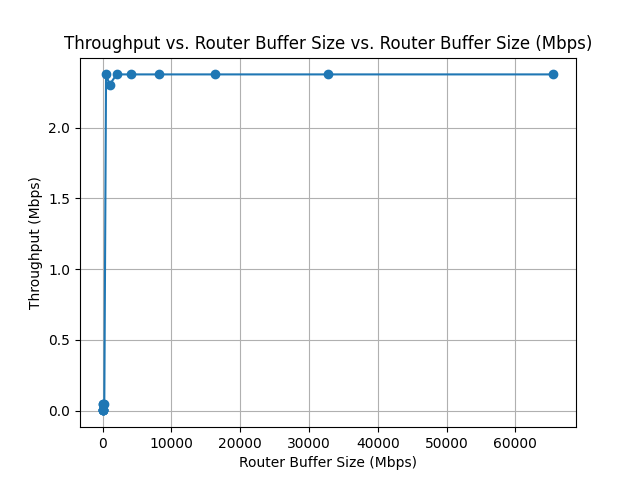 Throughput vs. Router Buffer Size vs. Router Buffer Size (Mbps)
2.0
1.5
1.0
0.5
0.0
Throughput (Mbps)
0 10000 20000 30000 40000 50000 60000
Router Buffer Size (Mbps)